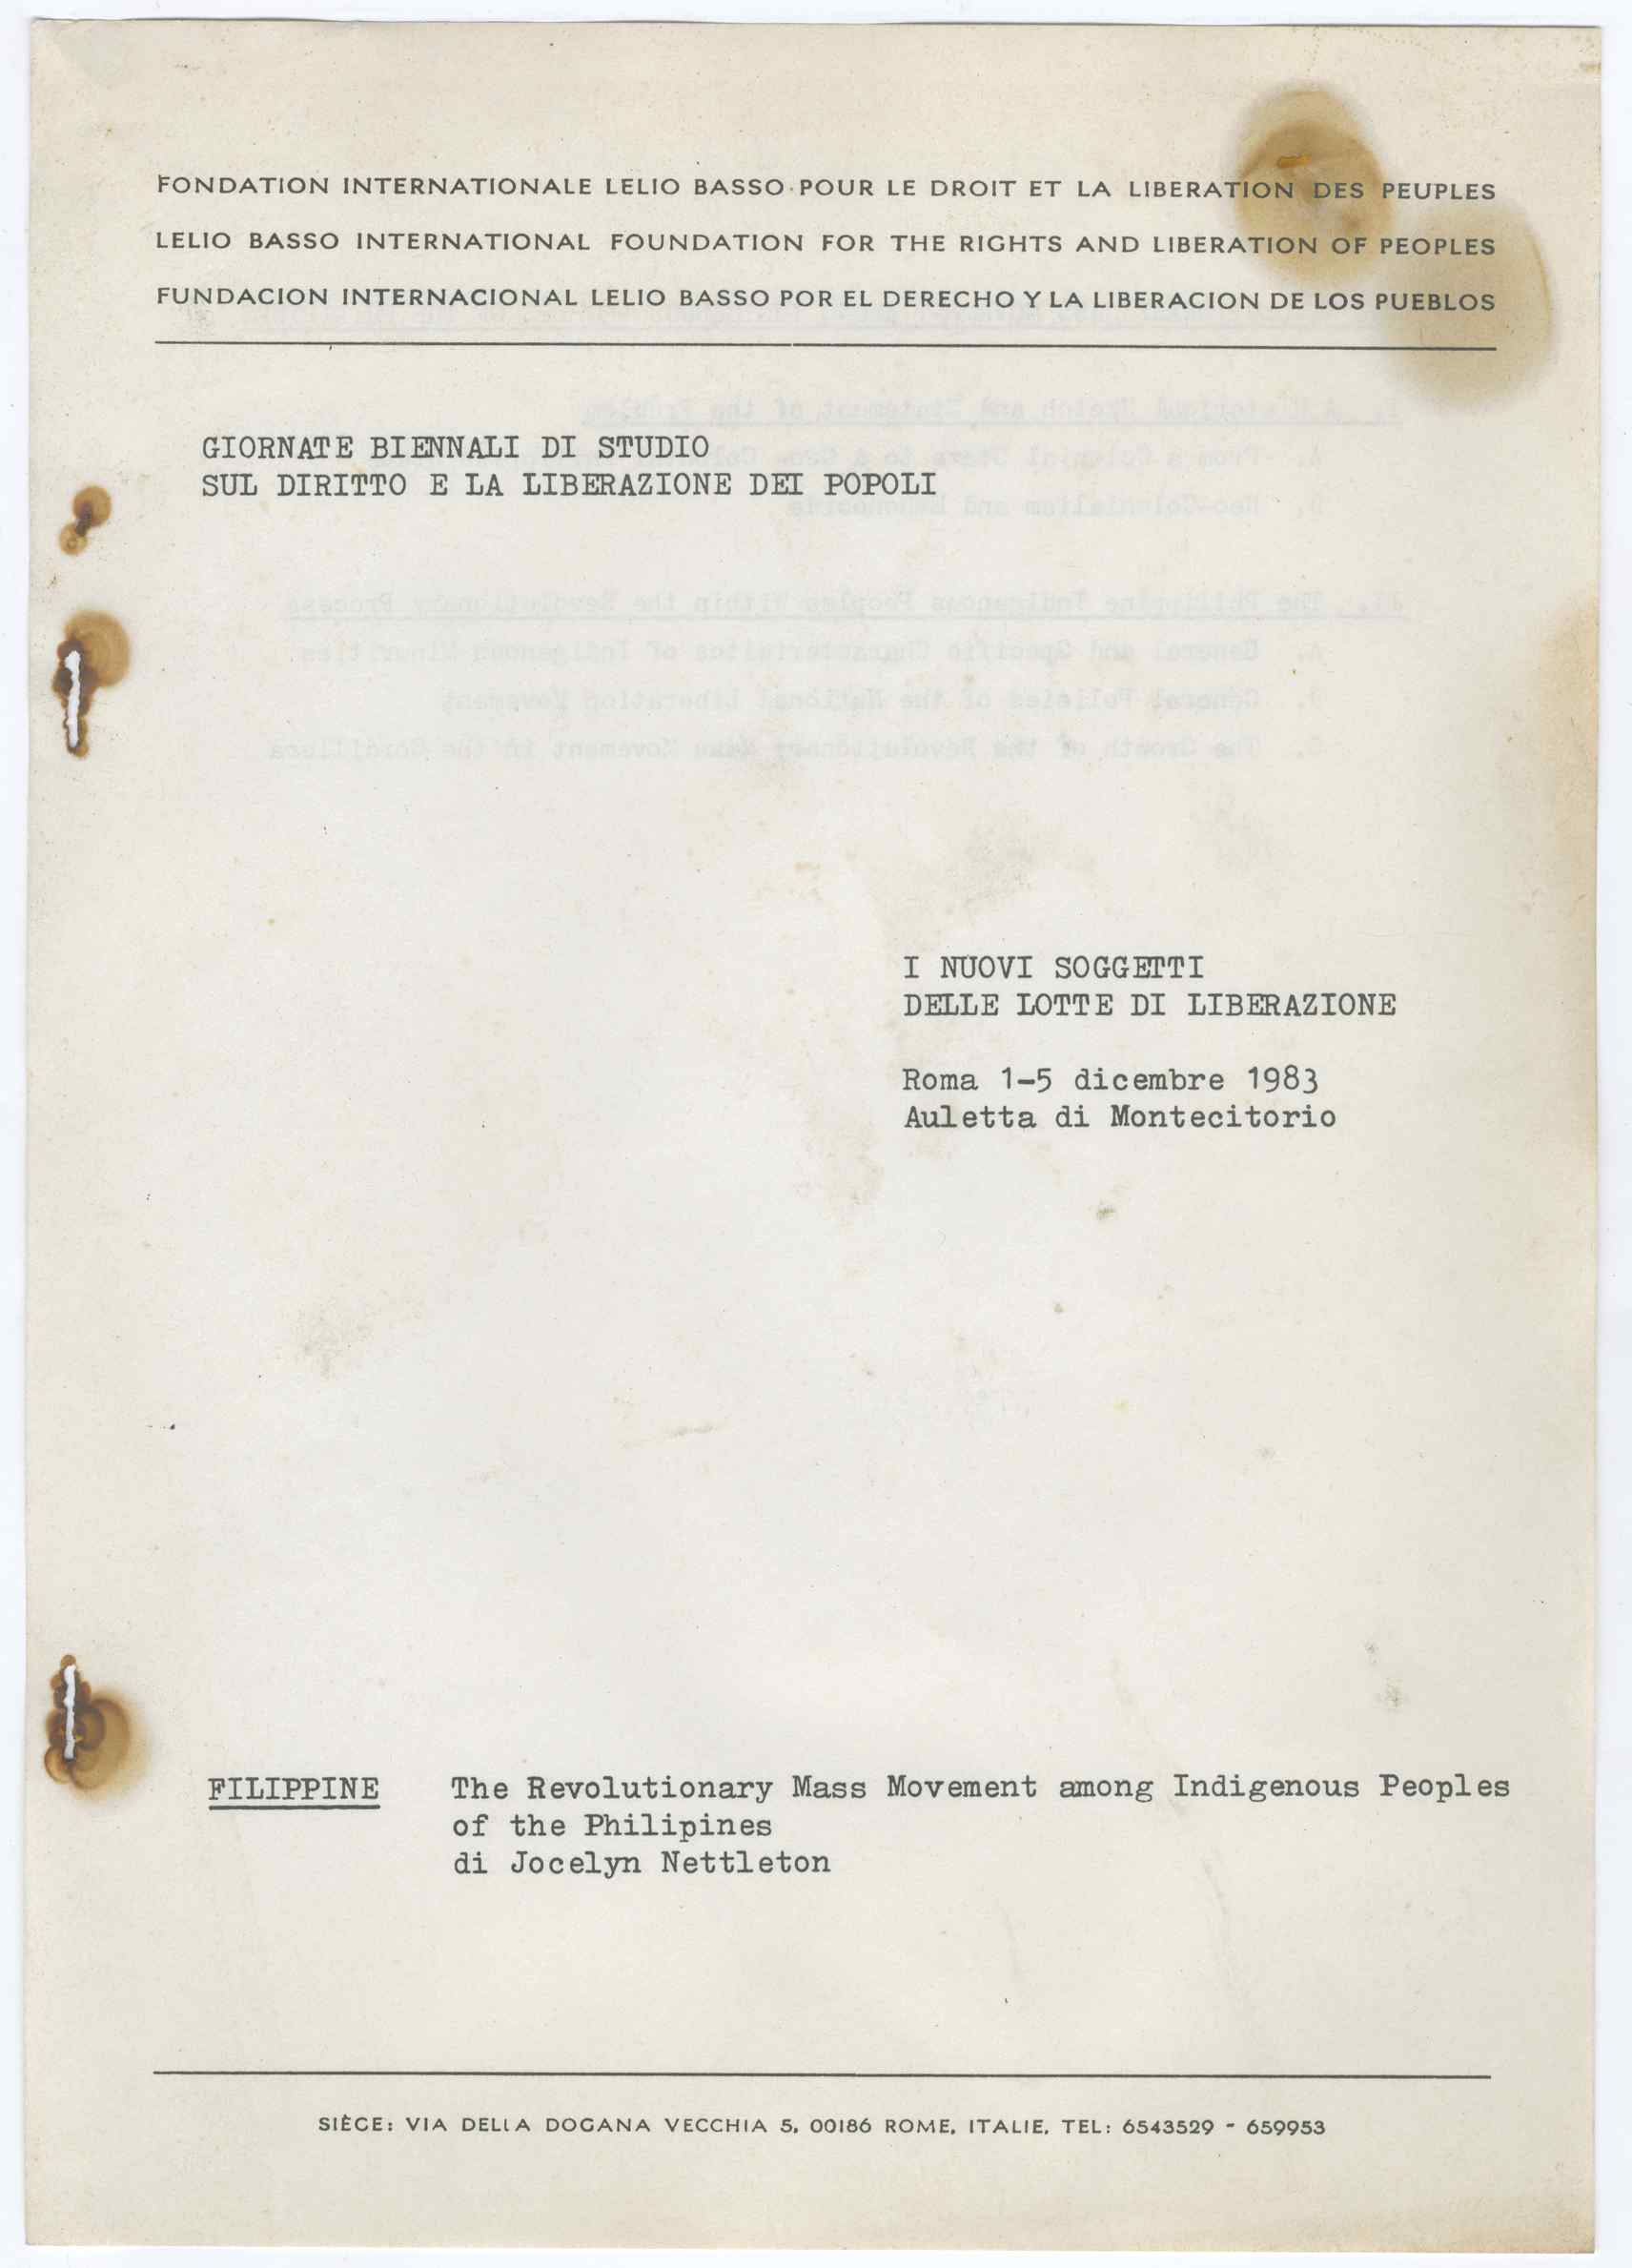 FONDATION INTERNATIONALE LELIO BASSO POUR LE DROIT ET LA LIBERATION DES PEUPLES
LELIO BASSO INTERNATIONAL FOUNDATION FOR THE RIGHTS AND LIBERATION OF PEOPLES
FUNDACION INTERNACIONAL LELIO BASSO POR EL DERECHO Y LA LIBERACION DE LOS PUEBLOS
GIORNATE BIENNALI DI STUDIO
SUL DIRITTO E LA LIBERAZIONE DEI POPOLI
I NUOVI SOGGETTI
DELLE LOTTE DI LIBERAZIONE
Roma 1-5 dicembre 1983
Auletta di Montecitorio
FILIPPINE The Revolutionary Mass Movement among Indigenous Peoples
of the Philipines
di Jocelyn Nettleton
SIÈGE: VIA DELLA DOGANA VECCHIA 5, 00186 ROME, ITALIE, TEL: 6543529 - 659953